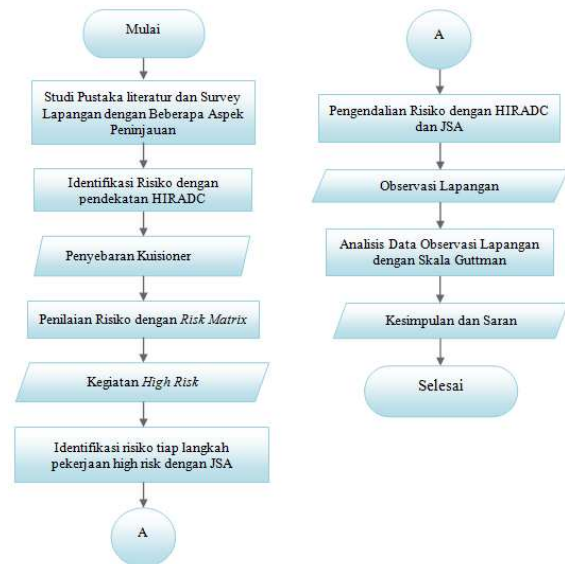 Mulai
Studi Pustaka literatur dan Survey
Lapangan dengan Beberapa Aspek
Peninjauan
Identifikasi Risiko dengan
pendekatan HIRADC
Penyebaran Kuisioner
Penilaian Risiko dengan Risk Matrix
Kegiatan High Risk
Identifikasi risiko tiap langkah
pekerjaan high risk dengan JSA
A
A
Pengendalian Risiko dengan HIRADC
dan JSA
Observasi Lapangan
Analisis Data Observasi Lapangan
dengan Skala Guttman
Kesimpulan dan Saran
Selesai